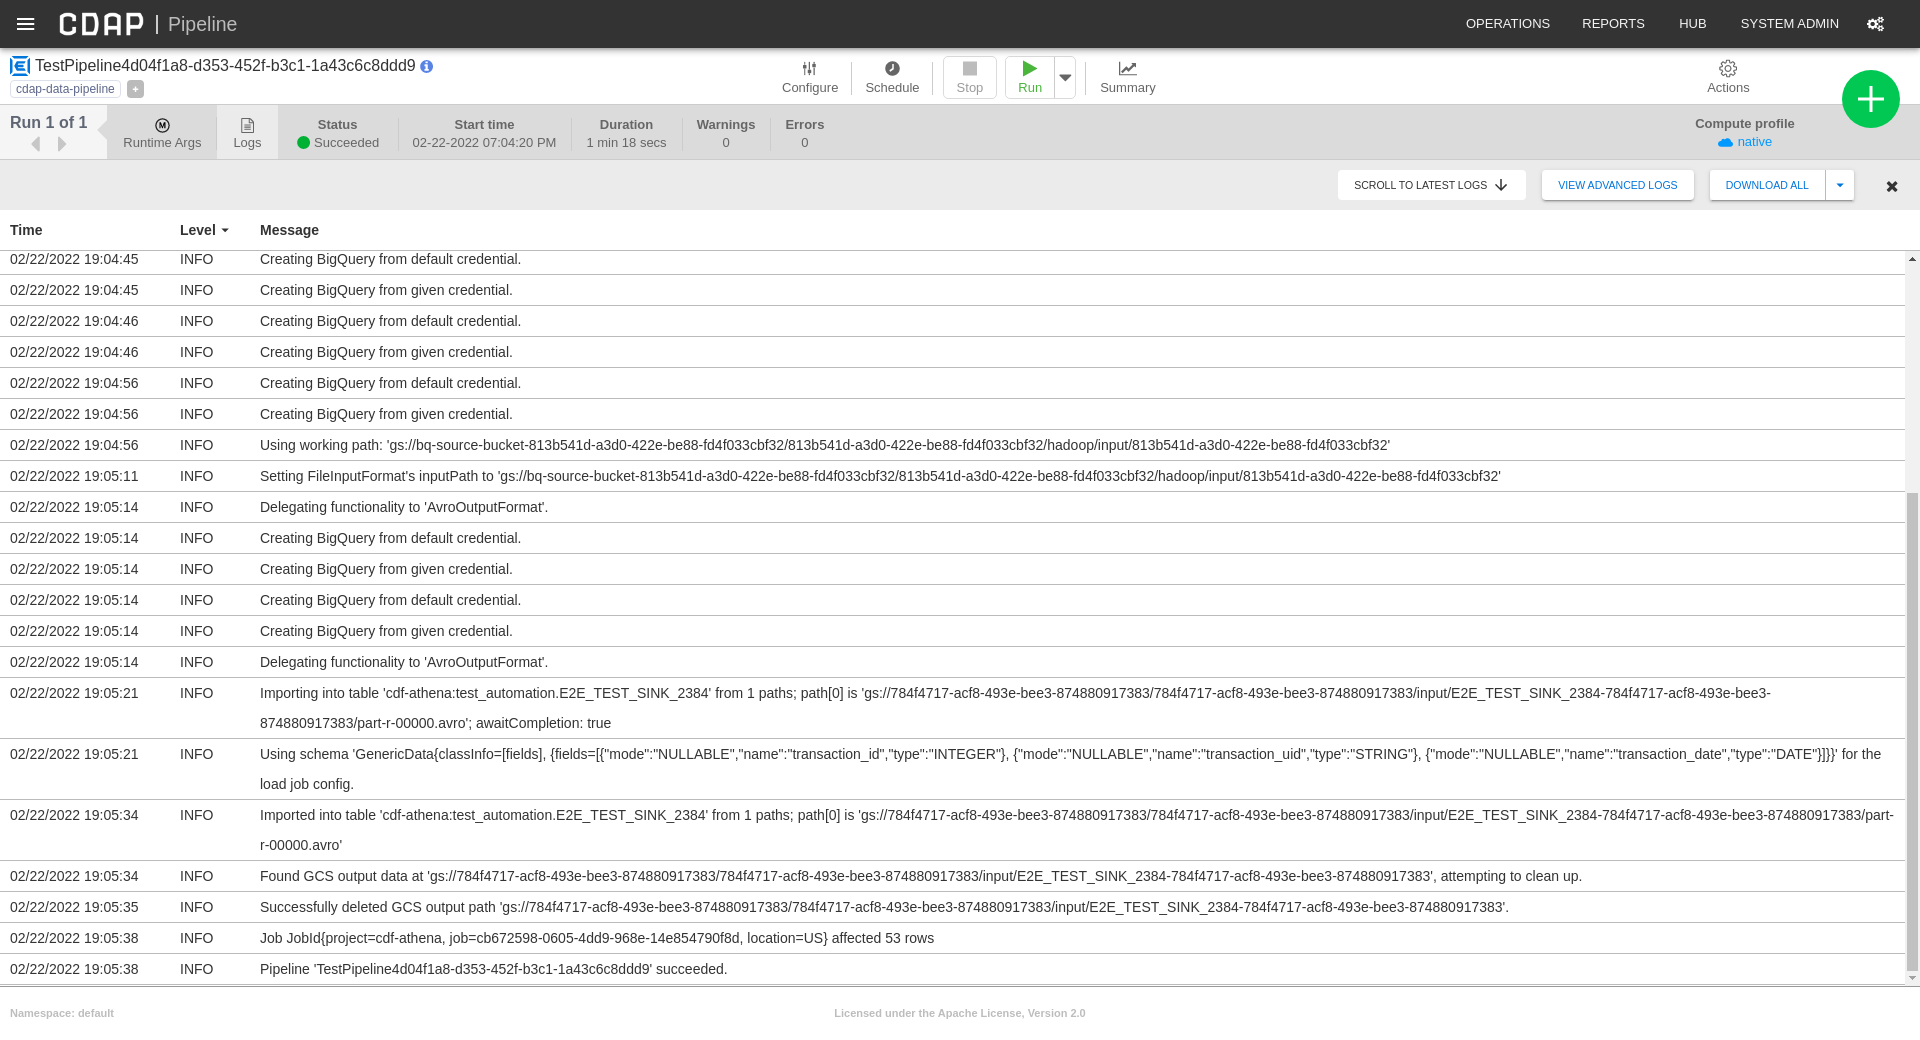 CDAP | Pipeline
OPERATIONS REPORTS HUB SYSTEM ADMIN
TestPipeline4d04f1a8-d353-452f-b3c1-1a43c6c8ddd9
cdap-data-pipeline +
Configure Schedule Stop Run Summary Actions
Run 1 of 1
Runtime Args
Logs
Status
Succeeded
Start time
02-22-2022 07:04:20 PM
Duration
1 min 18 secs
Warnings
0
Errors
0
Compute profile
native
SCROLL TO LATEST LOGS VIEW ADVANCED LOGS DOWNLOAD ALL
Time Level Message
02/22/2022 19:04:45 INFO Creating BigQuery from default credential.
02/22/2022 19:04:45 INFO Creating BigQuery from given credential.
02/22/2022 19:04:46 INFO Creating BigQuery from default credential.
02/22/2022 19:04:46 INFO Creating BigQuery from given credential.
02/22/2022 19:04:56 INFO Creating BigQuery from default credential.
02/22/2022 19:04:56 INFO Creating BigQuery from given credential.
02/22/2022 19:04:56 INFO Using working path: 'gs://bq-source-bucket-813b541d-a3d0-422e-be88-fd4f033cbf32/813b541d-a3d0-422e-be88-fd4f033cbf32/hadoop/input/813b541d-a3d0-422e-be88-fd4f033cbf32'
02/22/2022 19:05:11 INFO Setting FileInputFormat's inputPath to 'gs://bq-source-bucket-813b541d-a3d0-422e-be88-fd4f033cbf32/813b541d-a3d0-422e-be88-fd4f033cbf32/hadoop/input/813b541d-a3d0-422e-be88-fd4f033cbf32'
02/22/2022 19:05:14 INFO Delegating functionality to 'AvroOutputFormat'.
02/22/2022 19:05:14 INFO Creating BigQuery from default credential.
02/22/2022 19:05:14 INFO Creating BigQuery from given credential.
02/22/2022 19:05:14 INFO Creating BigQuery from default credential.
02/22/2022 19:05:14 INFO Creating BigQuery from given credential.
02/22/2022 19:05:14 INFO Delegating functionality to 'AvroOutputFormat'.
02/22/2022 19:05:21 INFO Importing into table 'cdf-athena:test_automation.E2E_TEST_SINK_2384' from 1 paths; path[0] is 'gs://784f4717-acf8-493e-bee3-874880917383/784f4717-acf8-493e-bee3-874880917383/input/E2E_TEST_SINK_2384-784f4717-acf8-493e-bee3-
874880917383/part-r-00000.avro'; awaitCompletion: true
02/22/2022 19:05:21 INFO Using schema 'GenericData{classInfo=[fields], {fields=[{"mode":"NULLABLE","name":"transaction_id","type":"INTEGER"}, {"mode":"NULLABLE","name":"transaction_uid","type":"STRING"}, {"mode":"NULLABLE","name":"transaction_date","type":"DATE"}]}}' for the
load job config.
02/22/2022 19:05:34 INFO Imported into table 'cdf-athena:test_automation.E2E_TEST_SINK_2384' from 1 paths; path[0] is 'gs://784f4717-acf8-493e-bee3-874880917383/784f4717-acf8-493e-bee3-874880917383/input/E2E_TEST_SINK_2384-784f4717-acf8-493e-bee3-874880917383/part-
r-00000.avro'
02/22/2022 19:05:34 INFO Found GCS output data at 'gs://784f4717-acf8-493e-bee3-874880917383/784f4717-acf8-493e-bee3-874880917383/input/E2E_TEST_SINK_2384-784f4717-acf8-493e-bee3-874880917383', attempting to clean up.
02/22/2022 19:05:35 INFO Successfully deleted GCS output path 'gs://784f4717-acf8-493e-bee3-874880917383/784f4717-acf8-493e-bee3-874880917383/input/E2E_TEST_SINK_2384-784f4717-acf8-493e-bee3-874880917383'.
02/22/2022 19:05:38 INFO Job JobId{project=cdf-athena, job=cb672598-0605-4dd9-968e-14e854790f8d, location=US} affected 53 rows
02/22/2022 19:05:38 INFO Pipeline 'TestPipeline4d04f1a8-d353-452f-b3c1-1a43c6c8ddd9' succeeded.
Namespace: default Licensed under the Apache License, Version 2.0